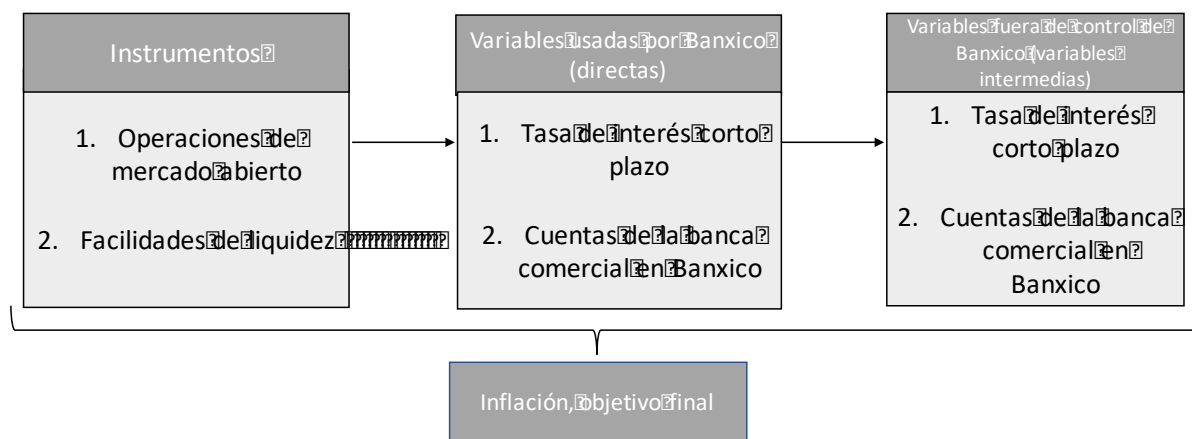 Instrumentos
1. Operaciones de
mercado abierto
2. Facilidades de liquidez
Variables usadas por Banxico
(directas)
1. Tasa de interés corto
plazo
2. Cuentas de la banca
comercial en Banxico
Variables fuera de control de
Banxico (variables
intermedias)
1. Tasa de interés
corto plazo
2. Cuentas de la banca
comercial en
Banxico
Inflación, objetivo final